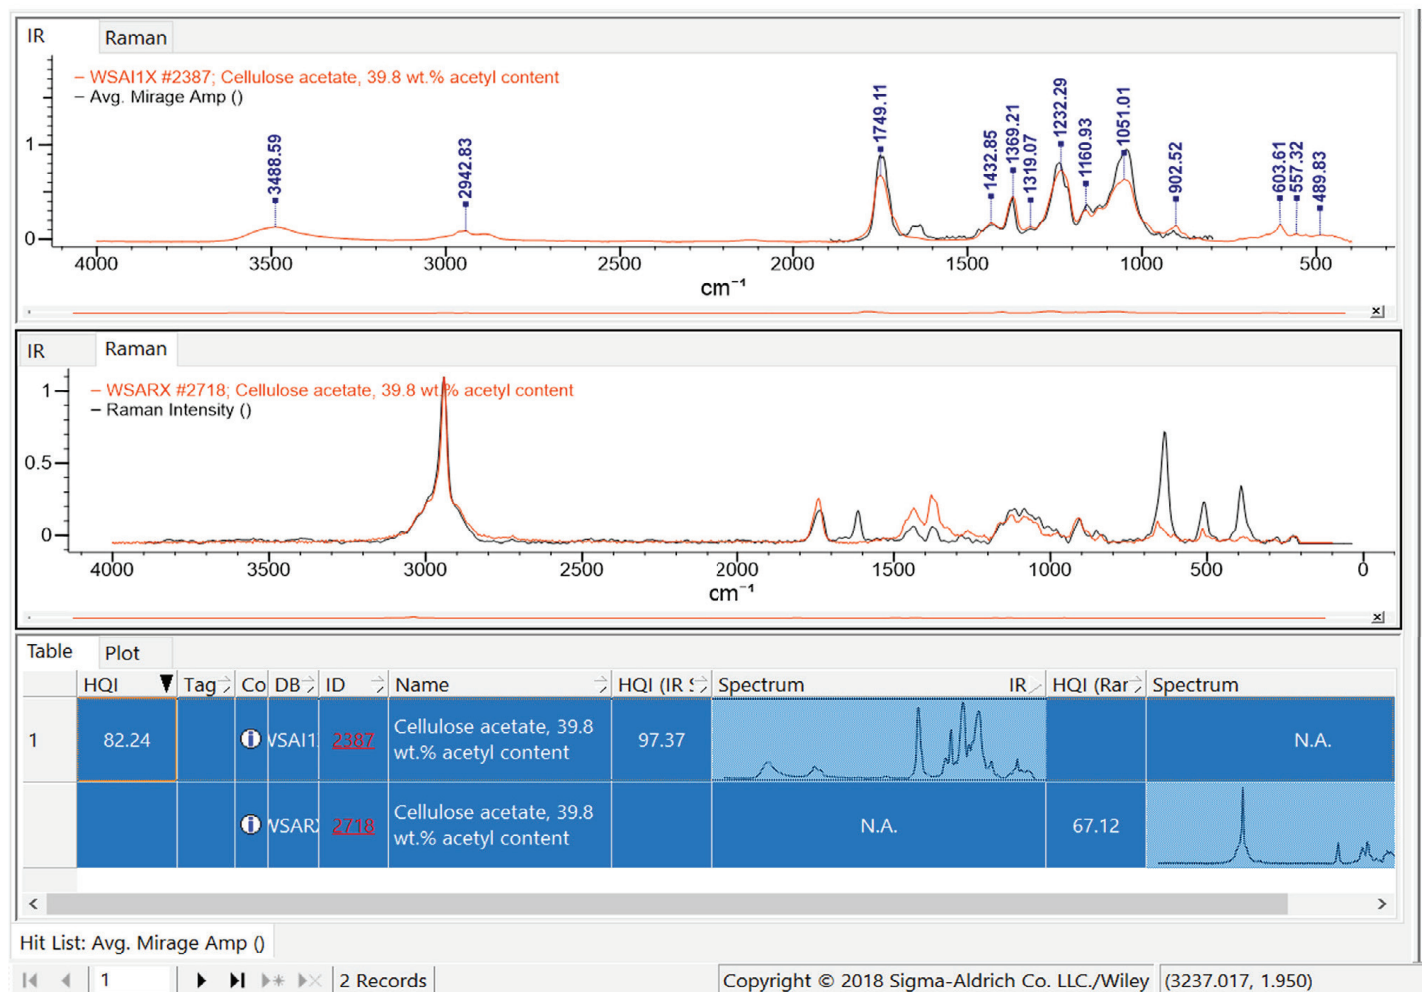 IR Raman
WSAI1X #2387; Cellulose acetate, 39.8 wt.% acetyl content
Avg. Mirage Amp ()
3488.59 2942.83 1749.11 1432.85 1369.21 1319.07 1232.29 1160.93 1051.01 902.52 603.61 557.32 489.83
1
0
4000 3500 3000 2500 2000 1500 1000 500
cm⁻¹
IR Raman
WSARX #2718; Cellulose acetate, 39.8 wt.% acetyl content
Raman Intensity ()
1
0.5
0
4000 3500 3000 2500 2000 1500 1000 500 0
cm⁻¹
Table Plot
HQI Tag Co DB ID Name HQI (IR S Spectrum IR HQI (Rar Spectrum
1 82.24 VSAI1 2387 Cellulose acetate, 39.8 97.37 N.A.
wt.% acetyl content
VSARX 2718 Cellulose acetate, 39.8 N.A. 67.12
wt.% acetyl content
Hit List: Avg. Mirage Amp ()
1 2 Records Copyright © 2018 Sigma-Aldrich Co. LLC./Wiley (3237.017, 1.950)